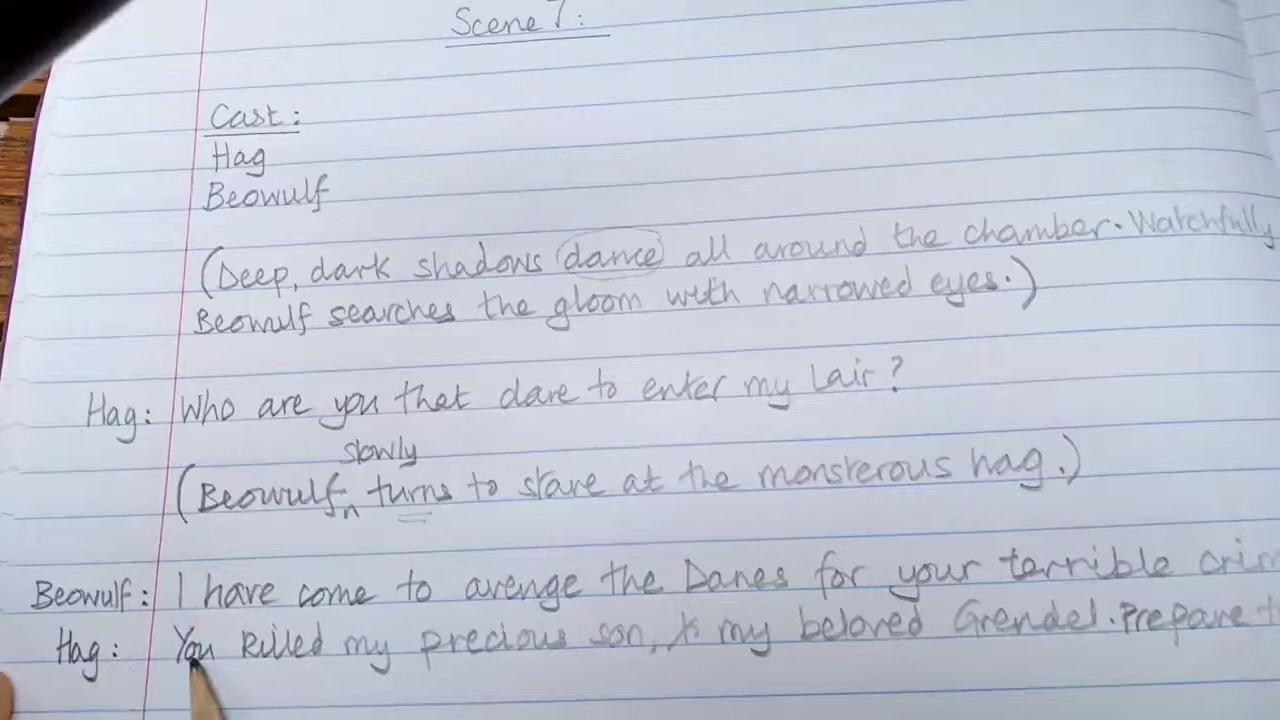 Scene 7:
Cast:
Hag
Beowulf
(Deep, dark shadows dance all around the chamber. Watchfully
Beowulf searches the gloom with narrowed eyes.)
Hag: Who are you that dare to enter my lair?
slowly
(Beowulf turns to stare at the monsterous hag.)
Beowulf: I have come to avenge the Danes for your terrible
Hag: You killed my precious son, my beloved Grendel. Prepare